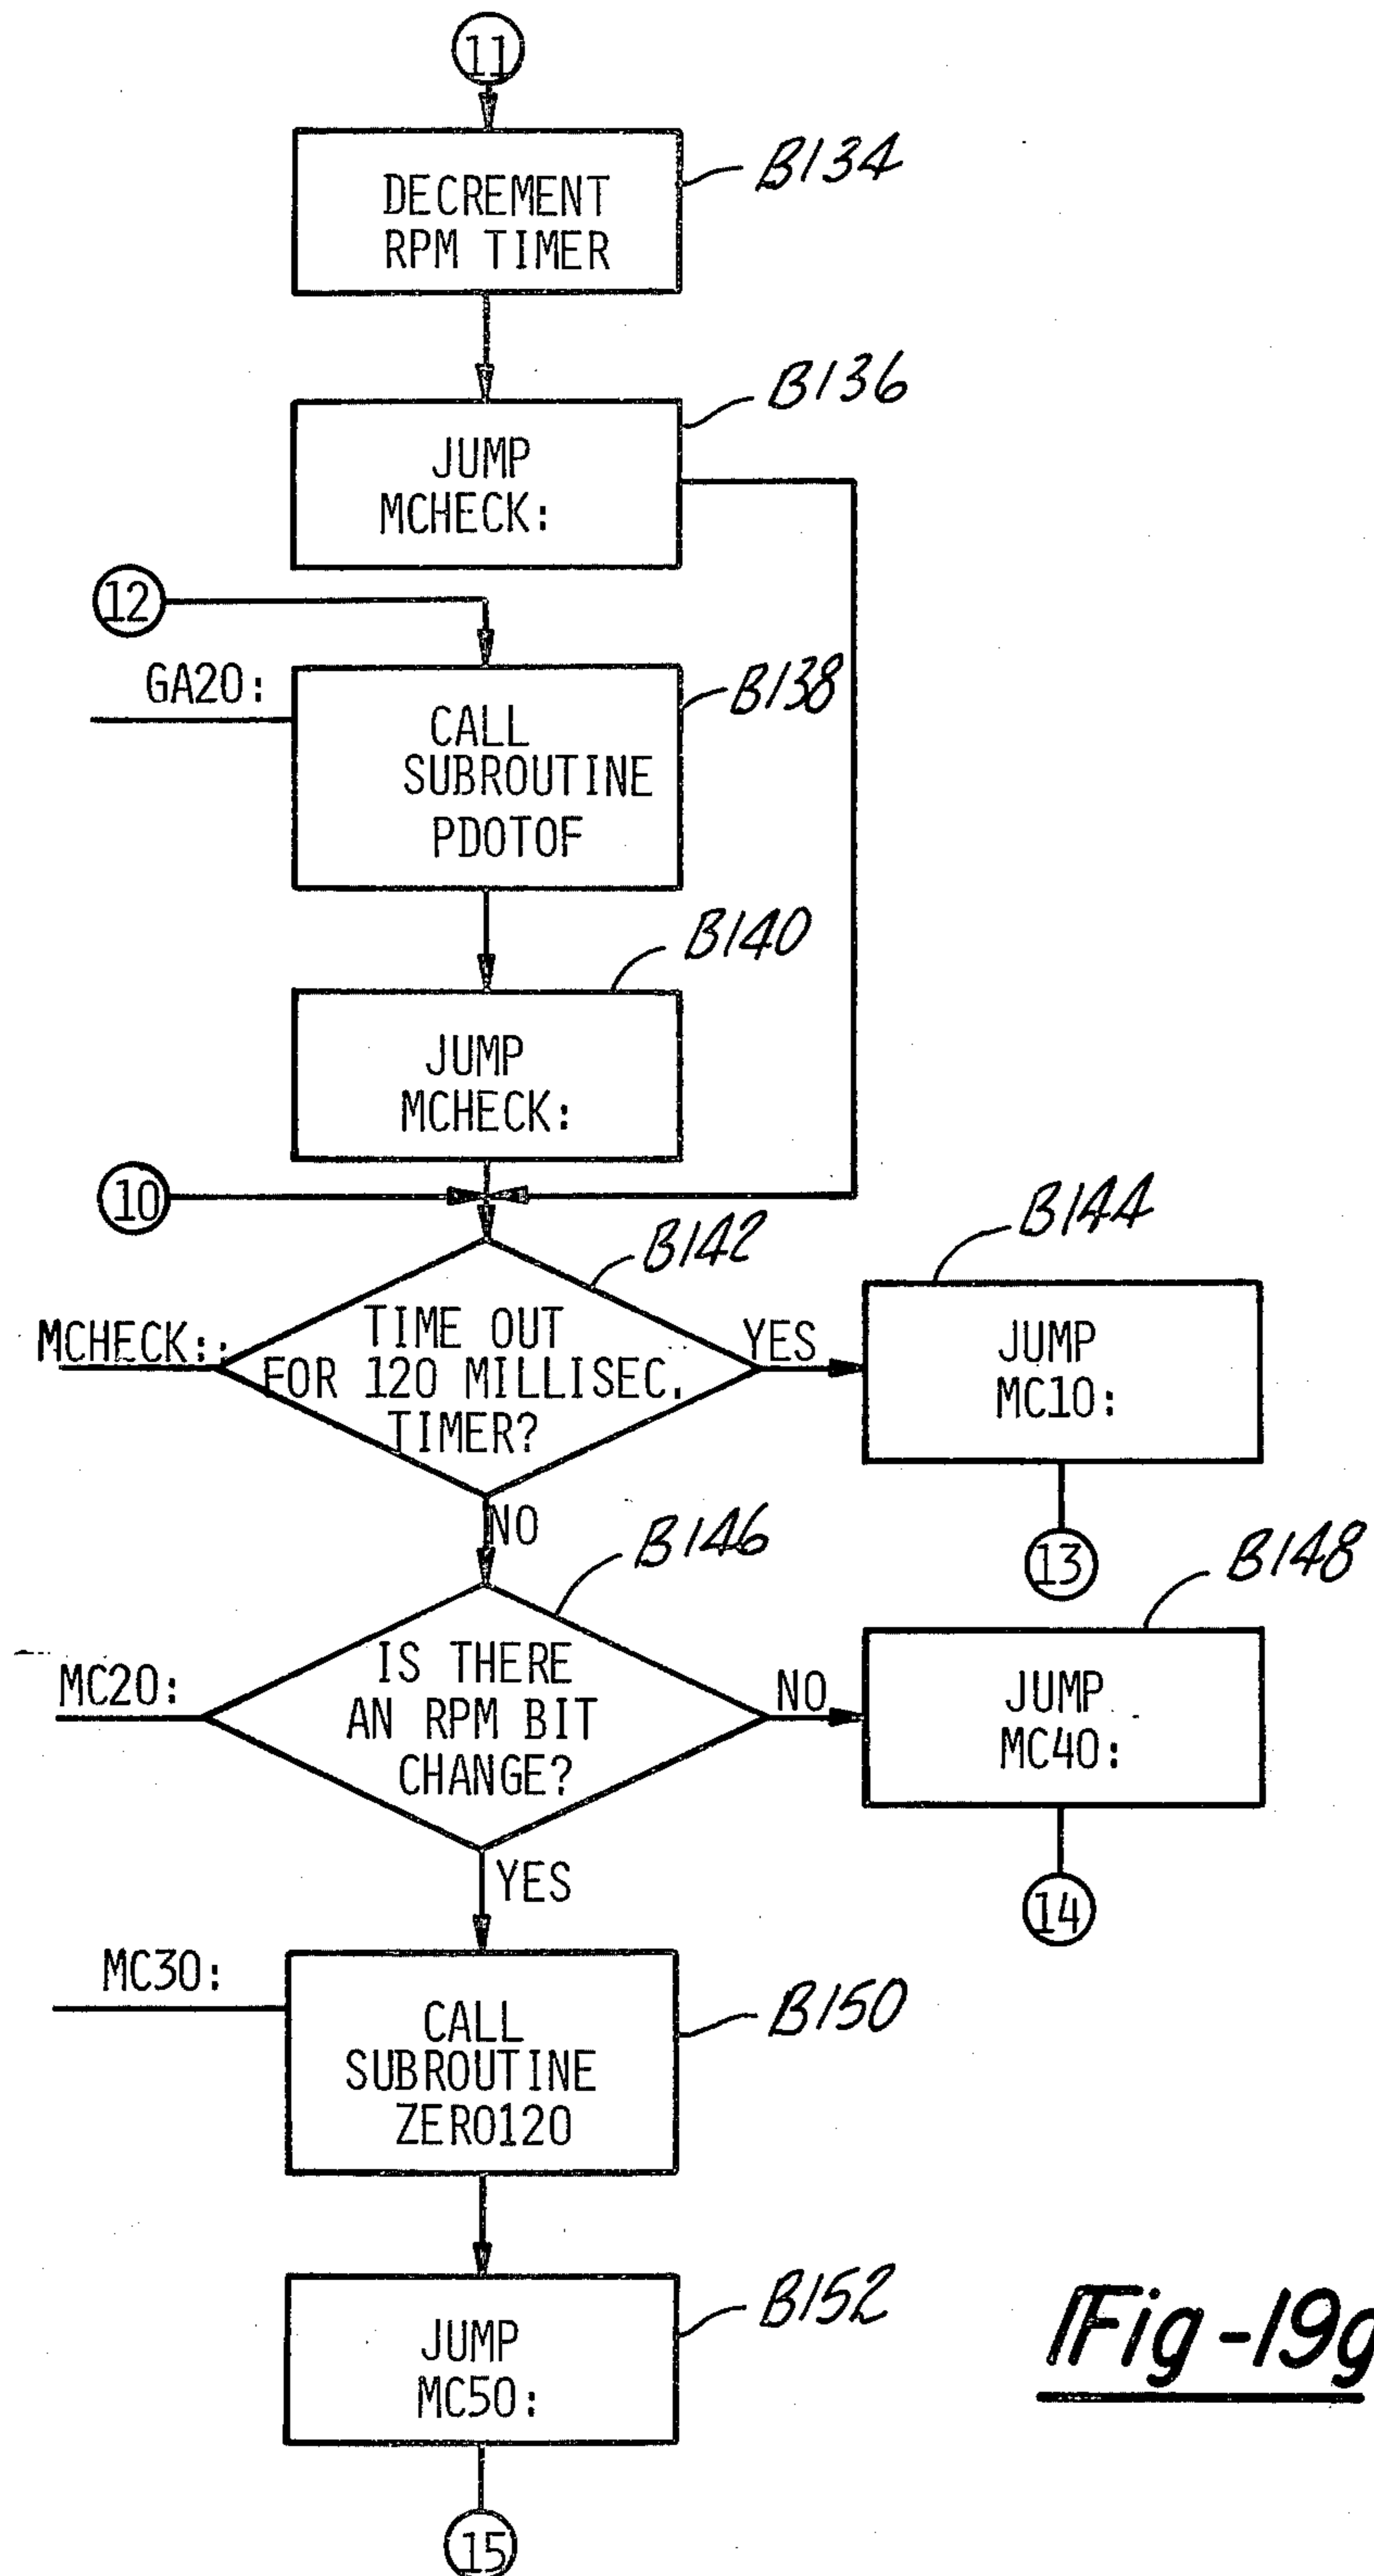 11
DECREMENT
RPM TIMER
B134
JUMP
MCHECK:
B136
12
GA20:
CALL
SUBROUTINE
PDOTOF
B138
JUMP
MCHECK:
B140
10
B142
MCHECK:
TIME OUT
FOR 120 MILLISEC.
TIMER?
YES
B144
JUMP
MC10:
13
NO
B146
MC20:
IS THERE
AN RPM BIT
CHANGE?
NO
B148
JUMP
MC40:
14
YES
MC30:
CALL
SUBROUTINE
ZERO120
B150
JUMP
MC50:
B152
15
Fig-19g